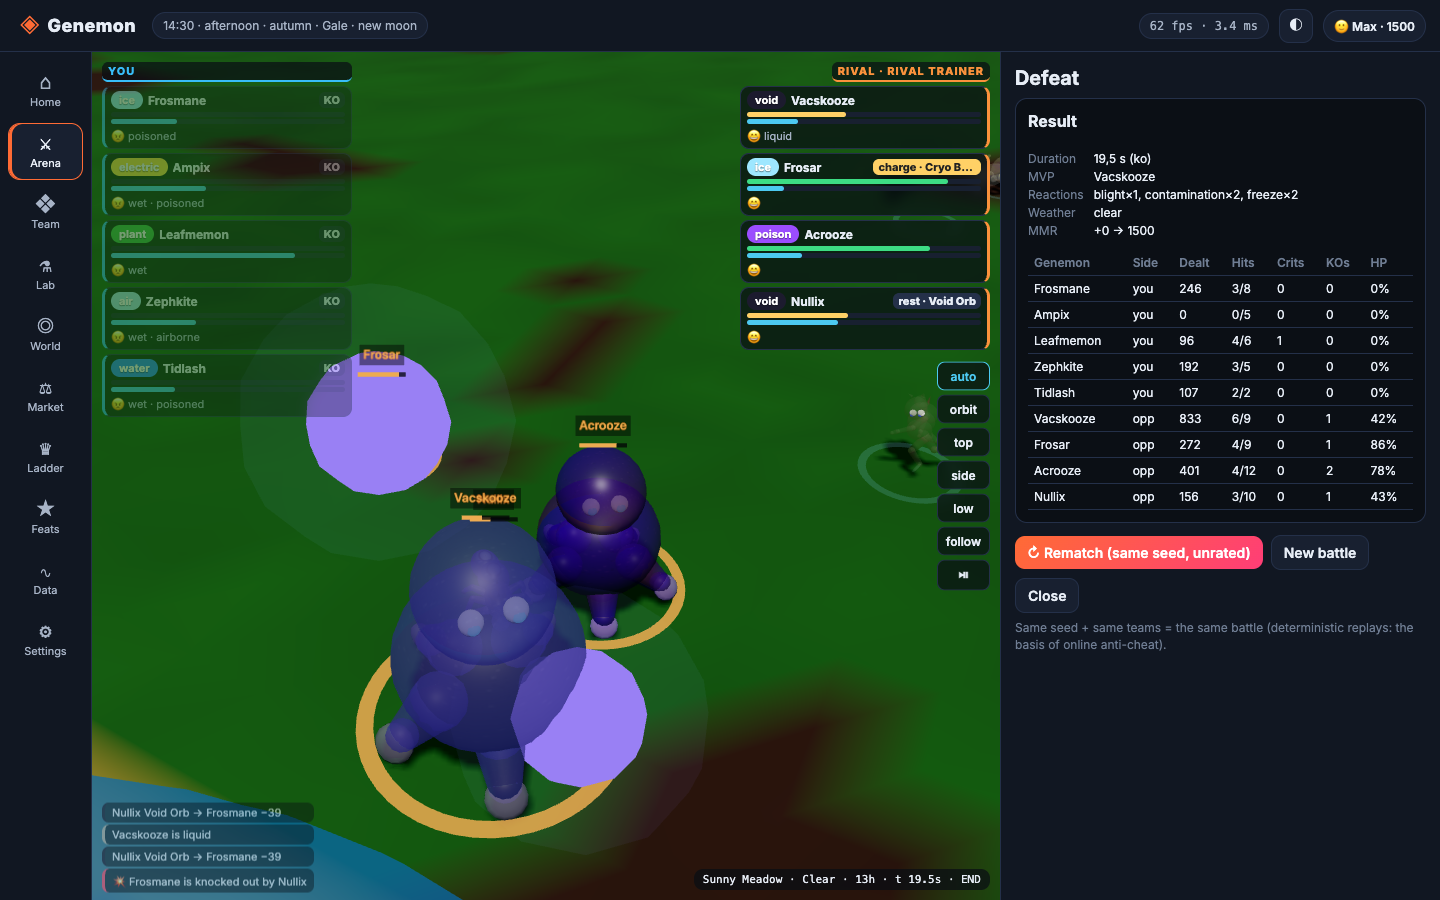 Genemon
14:30 · afternoon · autumn · Gale · new moon
62 fps · 3.4 ms
Max · 1500
Home
Arena
Team
Lab
World
Market
Ladder
Feats
Data
Settings
YOU
ice Frosmane KO
poisoned
electric Ampix KO
wet · poisoned
plant Leafmemon KO
wet
air Zephkite KO
wet · airborne
water Tidlash KO
wet · poisoned
RIVAL · RIVAL TRAINER
void Vacskooze
liquid
ice Frosar charge · Cryo B...
poison Acrooze
void Nullix rest · Void Orb
auto
orbit
top
side
low
follow
Frosar
Acrooze
Vacskooze
Nullix Void Orb → Frosmane −39
Vacskooze is liquid
Nullix Void Orb → Frosmane −39
Frosmane is knocked out by Nullix
Sunny Meadow · Clear · 13h · t 19.5s · END
Defeat
Result
Duration 19,5 s (ko)
MVP Vacskooze
Reactions blight×1, contamination×2, freeze×2
Weather clear
MMR +0 → 1500
Genemon Side Dealt Hits Crits KOs HP
Frosmane you 246 3/8 0 0 0%
Ampix you 0 0/5 0 0 0%
Leafmemon you 96 4/6 1 0 0%
Zephkite you 192 3/5 0 0 0%
Tidlash you 107 2/2 0 0 0%
Vacskooze opp 833 6/9 0 1 42%
Frosar opp 272 4/9 0 1 86%
Acrooze opp 401 4/12 0 2 78%
Nullix opp 156 3/10 0 1 43%
↻ Rematch (same seed, unrated)
New battle
Close
Same seed + same teams = the same battle (deterministic replays: the
basis of online anti-cheat).